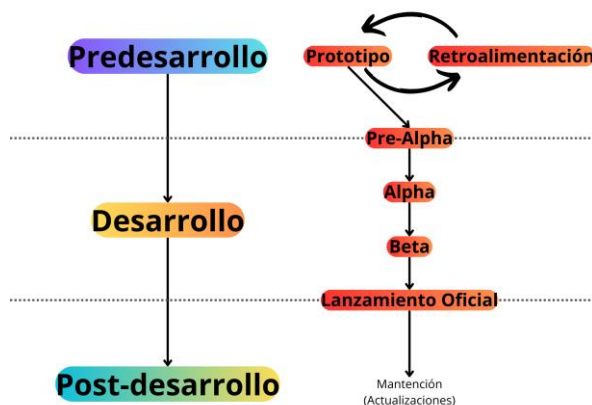 Predesarrollo
Prototipo
Retroalimentación
Pre-Alpha
Alpha
Desarrollo
Beta
Lanzamiento Oficial
Post-desarrollo
Mantención
(Actualizaciones)